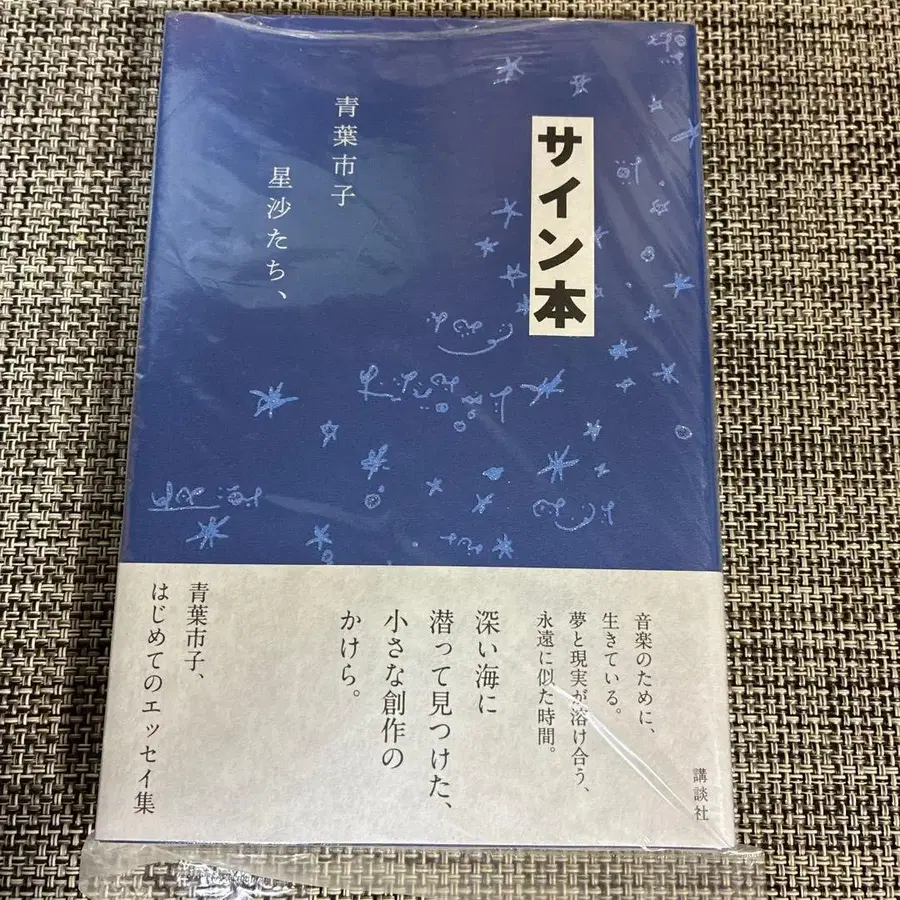 サイン本
青葉市子
星沙たち、
音楽のために、
生きている。
夢と現実が溶け合う、
永遠に似た時間。
深い海に
潜って見つけた、
小さな創作の
かけら。
青葉市子、
はじめてのエッセイ集
講談社